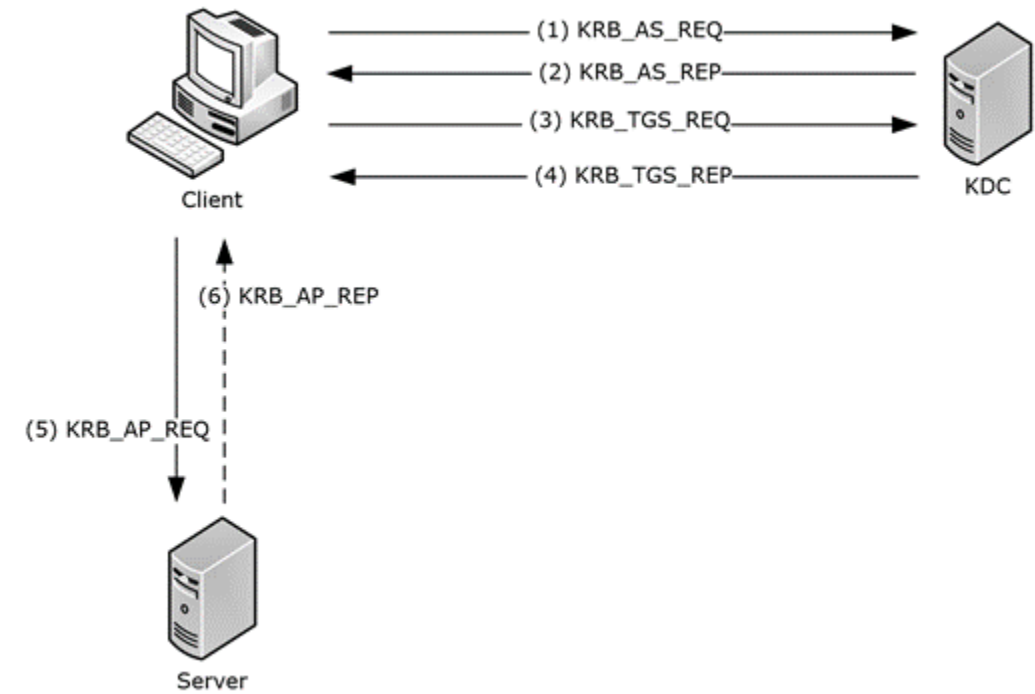 (1) KRB_AS_REQ
(2) KRB_AS_REP
(3) KRB_TGS_REQ
(4) KRB_TGS_REP
Client
KDC
(6) KRB_AP_REP
(5) KRB_AP_REQ
Server